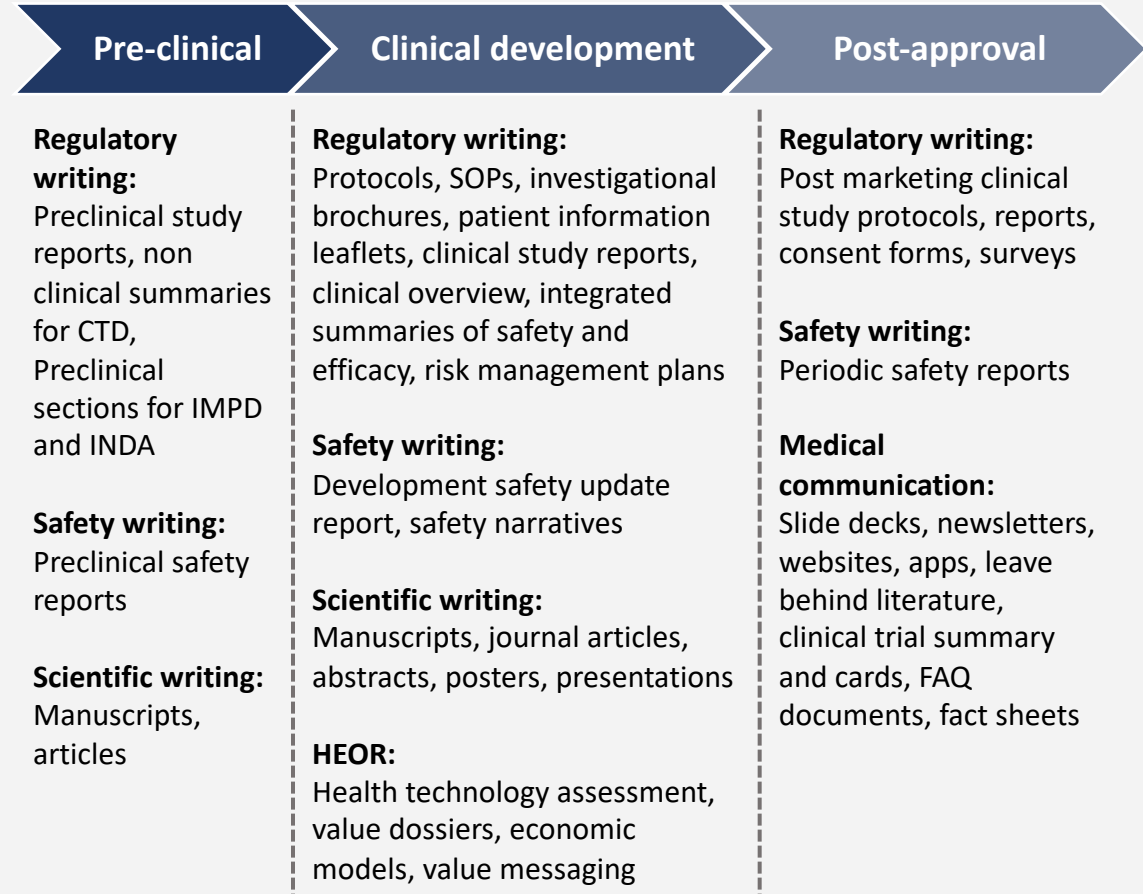 Pre-clinical
Clinical development
Post-approval
Regulatory
writing:
Preclinical study
reports, non
clinical summaries
for CTD,
Preclinical
sections for IMPD
and INDA
Safety writing:
Preclinical safety
reports
Scientific writing:
Manuscripts,
articles
Regulatory writing:
Protocols, SOPs, investigational
brochures, patient information
leaflets, clinical study reports,
clinical overview, integrated
summaries of safety and
efficacy, risk management plans
Safety writing:
Development safety update
report, safety narratives
Scientific writing:
Manuscripts, journal articles,
abstracts, posters, presentations
HEOR:
Health technology assessment,
value dossiers, economic
models, value messaging
Regulatory writing:
Post marketing clinical
study protocols, reports,
consent forms, surveys
Safety writing:
Periodic safety reports
Medical
communication:
Slide decks, newsletters,
websites, apps, leave
behind literature,
clinical trial summary
and cards, FAQ
documents, fact sheets